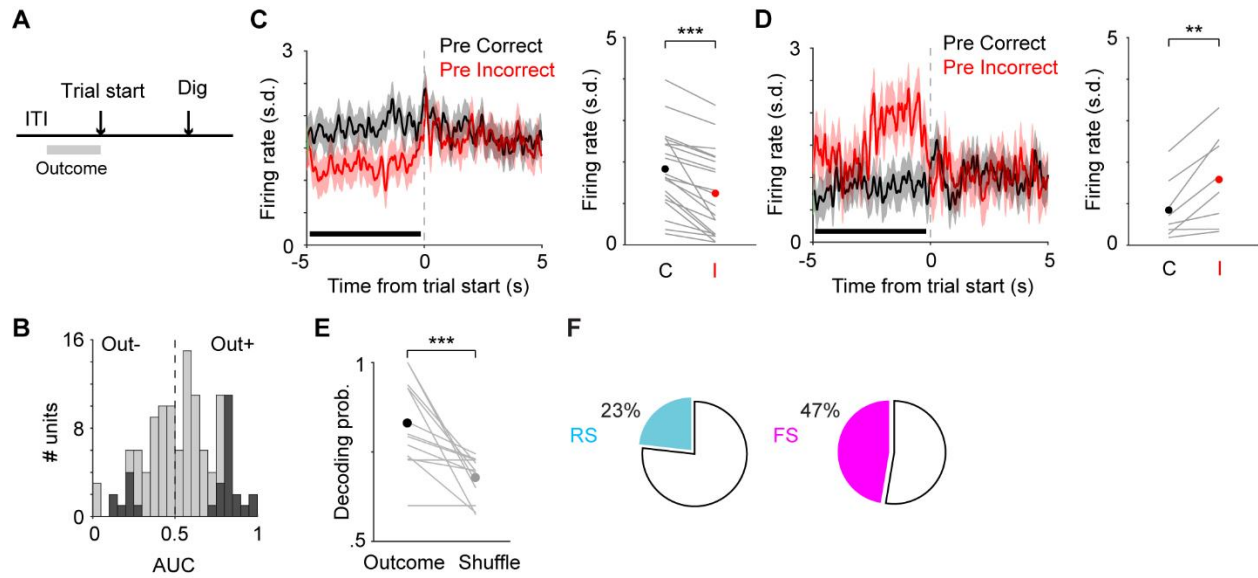 A
ITI
Trial start
Dig
Outcome
B
Out-
Out+
# units
16
12
8
4
0
0
0.5
1
AUC
C
Pre Correct
Pre Incorrect
Firing rate (s.d.)
3
0
-5
0
5
Time from trial start (s)
***
Firing rate (s.d.)
5
0
C
I
D
Pre Correct
Pre Incorrect
Firing rate (s.d.)
3
0
-5
0
5
Time from trial start (s)
**
Firing rate (s.d.)
5
0
C
I
E
***
Decoding prob.
1
.5
Outcome
Shuffle
F
23%
RS
47%
FS